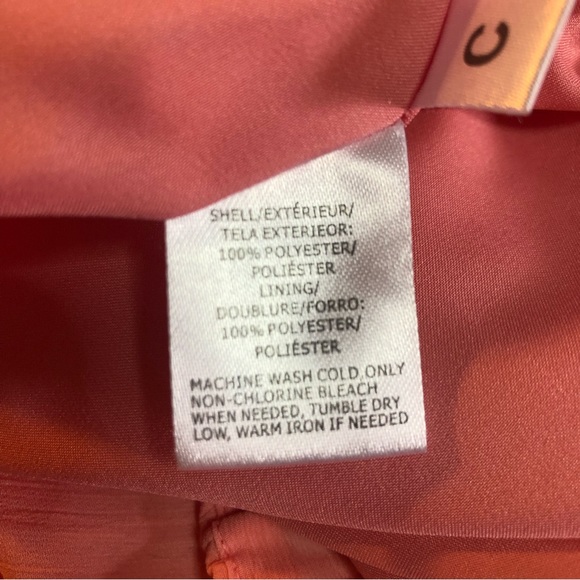 C
SHELL/EXTÉRIEUR/
TELA EXTERIOR:
100% POLYESTER/
POLIÉSTER
LINING/
DOUBLURE/FORRO:
100% POLYESTER/
POLIÉSTER
MACHINE WASH COLD,ONLY
NON-CHLORINE BLEACH
WHEN NEEDED, TUMBLE DRY
LOW, WARM IRON IF NEEDED